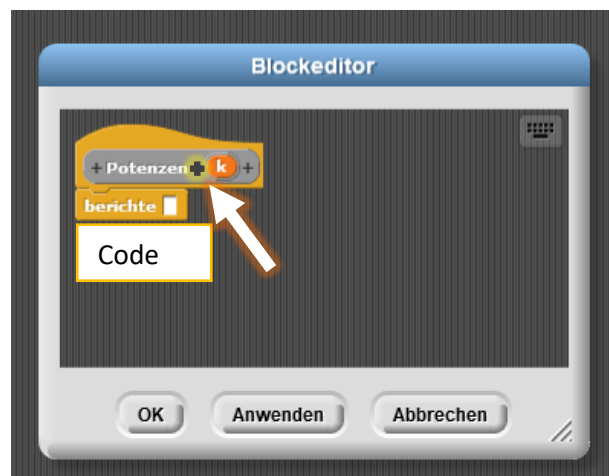 Blockeditor
+ Potenzen + k +
berichte
Code
OK Anwenden Abbrechen